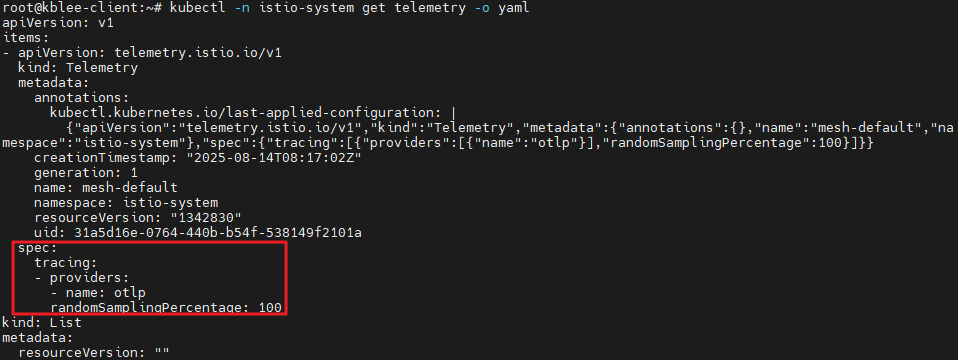 root@kblee-client:~# kubectl -n istio-system get telemetry -o yaml
apiVersion: v1
items:
- apiVersion: telemetry.istio.io/v1
  kind: Telemetry
  metadata:
    annotations:
      kubectl.kubernetes.io/last-applied-configuration: |
        {"apiVersion":"telemetry.istio.io/v1","kind":"Telemetry","metadata":{"annotations":{},"name":"mesh-default","na
mespace":"istio-system"},"spec":{"tracing":[{"providers":[{"name":"otlp"}],"randomSamplingPercentage":100}]}}
    creationTimestamp: "2025-08-14T08:17:02Z"
    generation: 1
    name: mesh-default
    namespace: istio-system
    resourceVersion: "1342830"
    uid: 31a5d16e-0764-440b-b54f-538149f2101a
  spec:
    tracing:
    - providers:
      - name: otlp
      randomSamplingPercentage: 100
kind: List
metadata:
  resourceVersion: ""